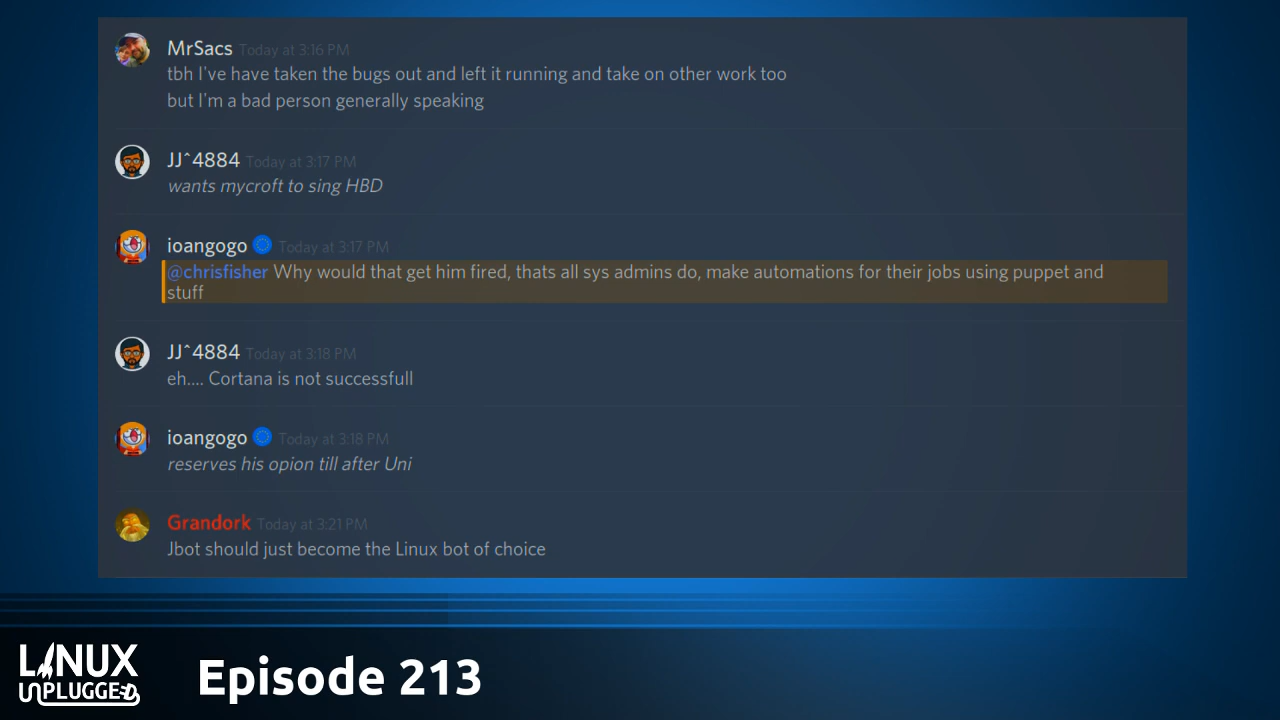 MrSacs Today at 3:16 PM
tbh I've have taken the bugs out and left it running and take on other work too
but I'm a bad person generally speaking
JJ^4884 Today at 3:17 PM
wants mycroft to sing HBD
ioangogo Today at 3:17 PM
@chrisfisher Why would that get him fired, thats all sys admins do, make automations for their jobs using puppet and
stuff
JJ^4884 Today at 3:18 PM
eh.... Cortana is not successfull
ioangogo Today at 3:18 PM
reserves his opion till after Uni
Grandork Today at 3:21 PM
Jbot should just become the Linux bot of choice
LINUX
UNPLUGGED
Episode 213